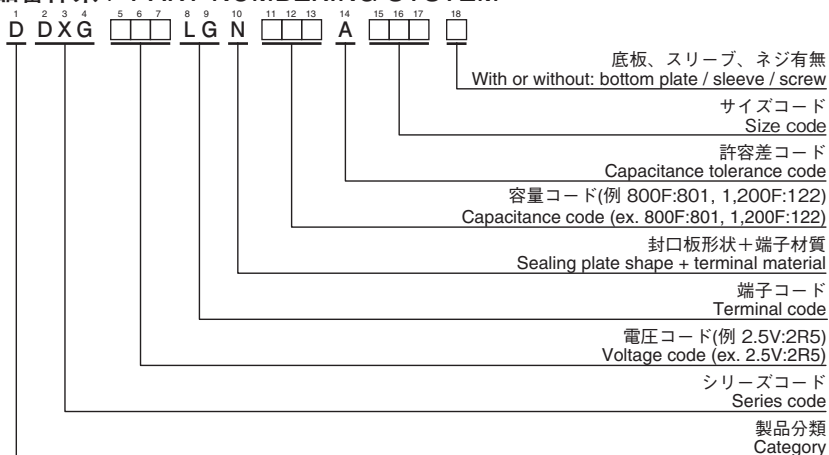 1 2 3 4 5 6 7 8 9 10 11 12 13 14 15 16 17 18
D DXG □□□ LG N □□□ A □□□ □
底板、スリーブ、ネジ有無
With or without: bottom plate / sleeve / screw
サイズコード
Size code
許容差コード
Capacitance tolerance code
容量コード(例 800F:801, 1,200F:122)
Capacitance code (ex. 800F:801, 1,200F:122)
封口板形状+端子材質
Sealing plate shape + terminal material
端子コード
Terminal code
電圧コード(例 2.5V:2R5)
Voltage code (ex. 2.5V:2R5)
シリーズコード
Series code
製品分類
Category